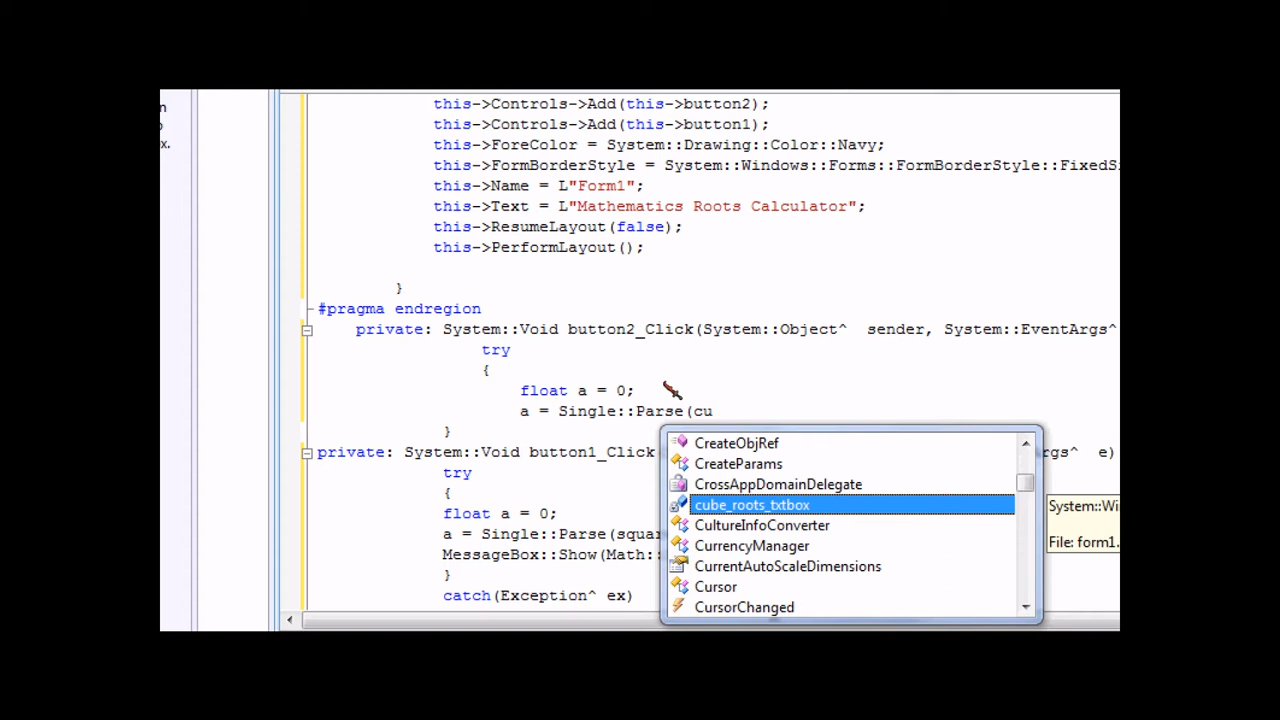 this->Controls->Add(this->button2);
this->Controls->Add(this->button1);
this->ForeColor = System::Drawing::Color::Navy;
this->FormBorderStyle = System::Windows::Forms::FormBorderStyle::FixedSi
this->Name = L"Form1";
this->Text = L"Mathematics Roots Calculator";
this->ResumeLayout(false);
this->PerformLayout();
}
#pragma endregion
private: System::Void button2_Click(System::Object^ sender, System::EventArgs^
try
{
float a = 0;
a = Single::Parse(cu
}
private: System::Void button1_Click( rgs^ e)
try
{
float a = 0;
a = Single::Parse(squa
MessageBox::Show(Math::
}
catch(Exception^ ex)
CreateObjRef
CreateParams
CrossAppDomainDelegate
cube_roots_txtbox
CultureInfoConverter
CurrencyManager
CurrentAutoScaleDimensions
Cursor
CursorChanged
System::Wi
File: form1.